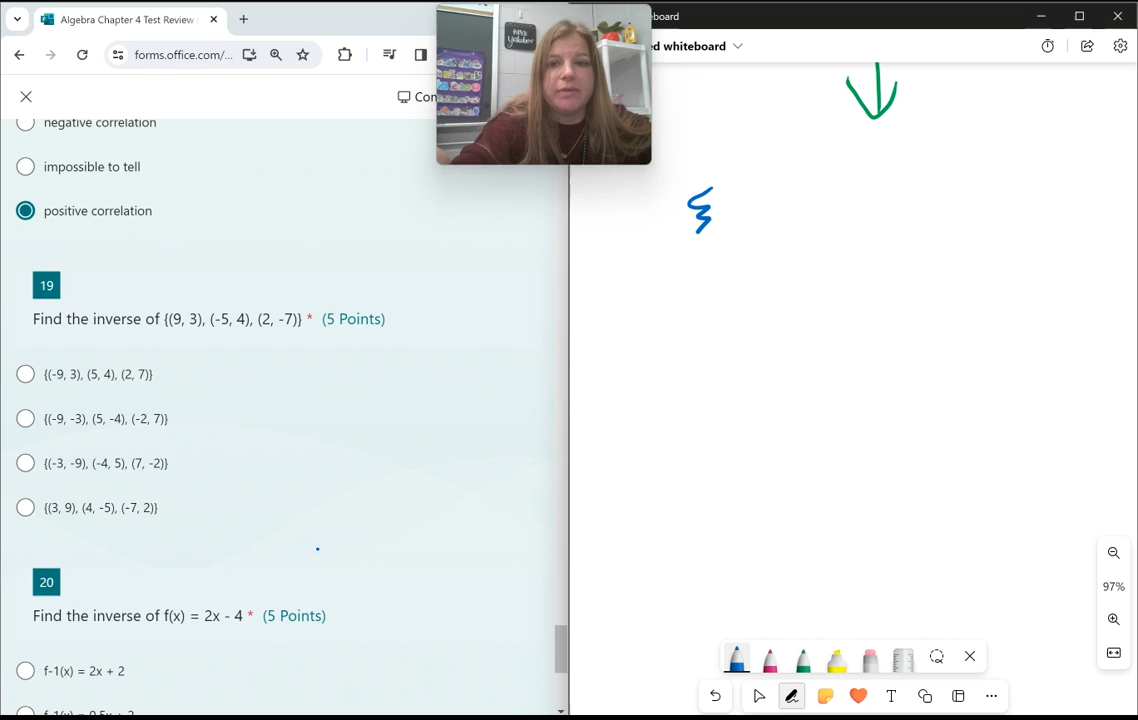 Algebra Chapter 4 Test Review
forms.office.com/...
Con
negative correlation
impossible to tell
positive correlation
19
Find the inverse of {(9, 3), (-5, 4), (2, -7)} * (5 Points)
{(-9, 3), (5, 4), (2, 7)}
{(-9, -3), (5, -4), (-2, 7)}
{(-3, -9), (-4, 5), (7, -2)}
{(3, 9), (4, -5), (-7, 2)}
20
Find the inverse of f(x) = 2x - 4 * (5 Points)
f-1(x) = 2x + 2
eboard
ed whiteboard
97%
T